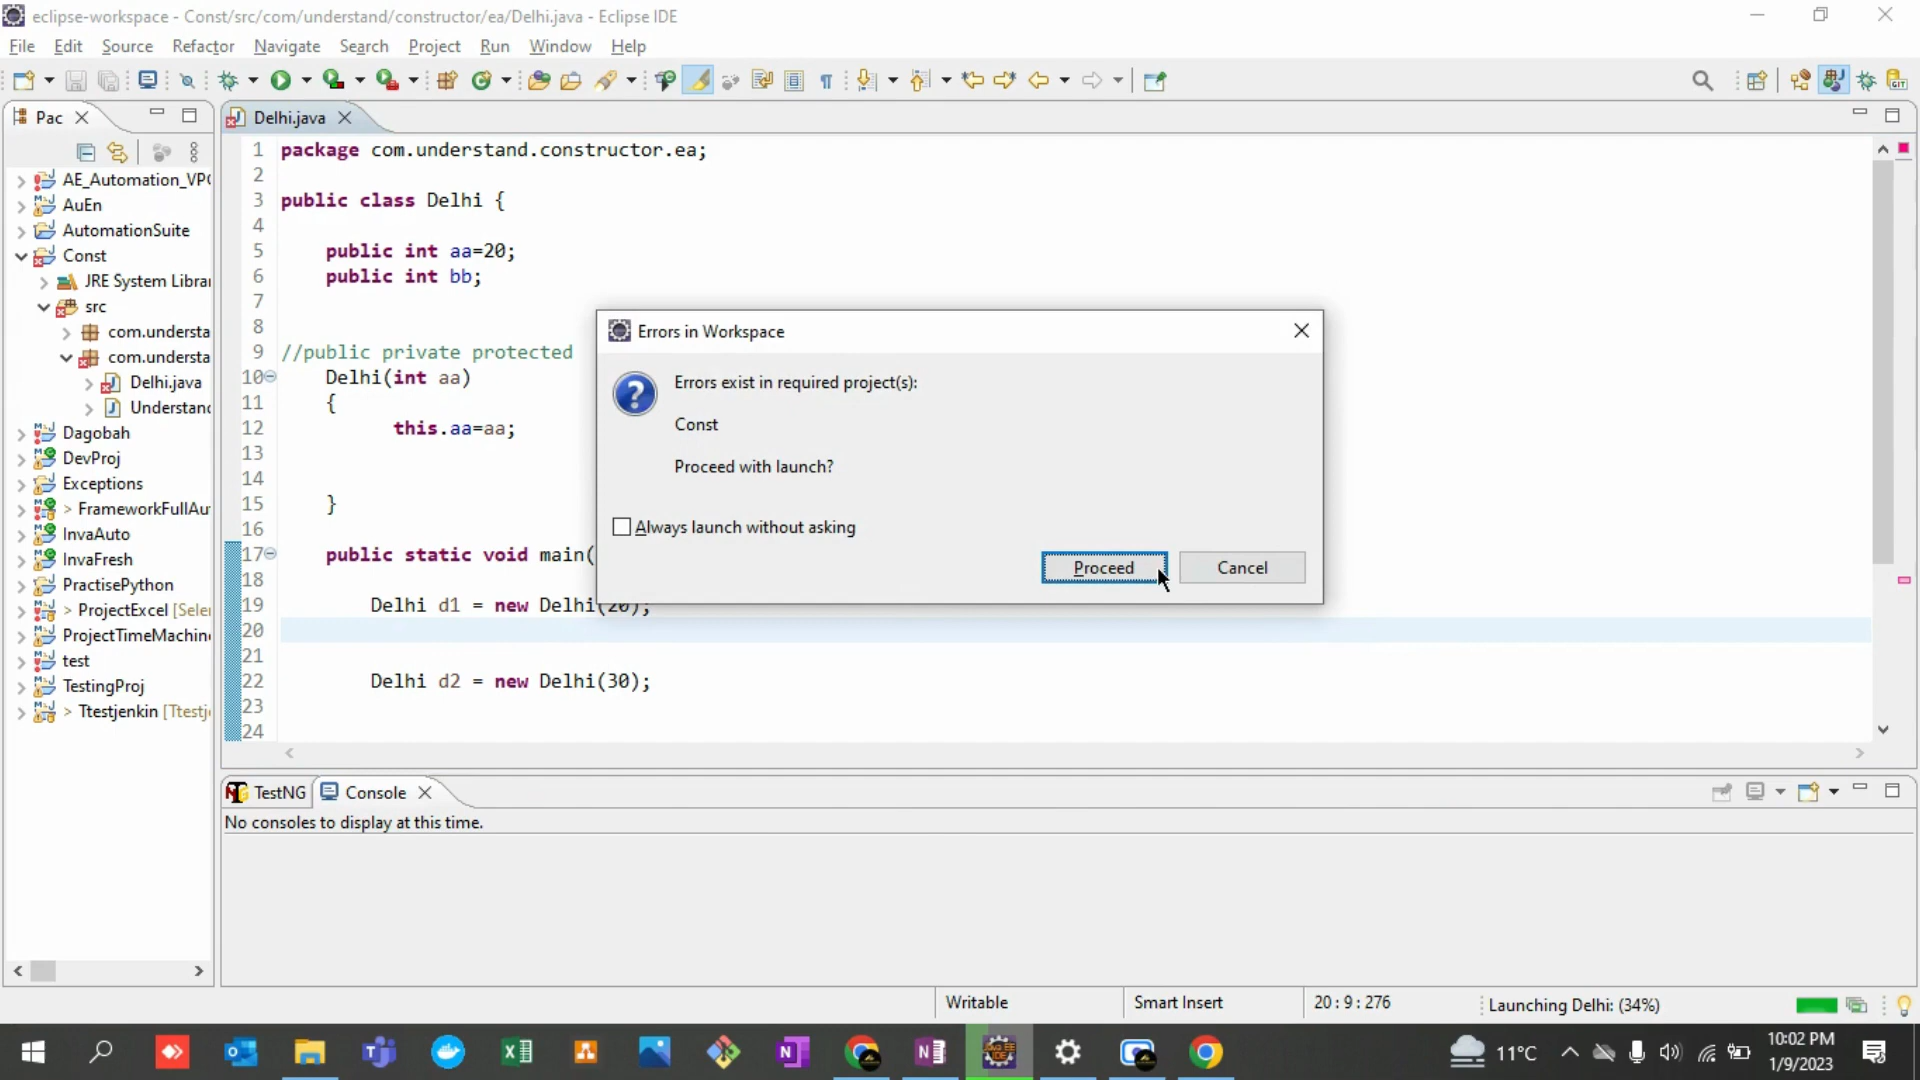 eclipse-workspace - Const/src/com/understand/constructor/ea/Delhi.java - Eclipse IDE
File Edit Source Refactor Navigate Search Project Run Window Help
Pac
Delhi.java
AE_Automation_VPC
AuEn
AutomationSuite
Const
JRE System Librar
src
com.understa
com.understa
Delhi.java
Understand
Dagobah
DevProj
Exceptions
> FrameworkFullAu
InvaAuto
InvaFresh
PractisePython
> ProjectExcel [Seler
ProjectTimeMachin
test
TestingProj
> Ttestjenkin [Ttestj
1 package com.understand.constructor.ea;
2
3 public class Delhi {
4
5 public int aa=20;
6 public int bb;
7
8
9 //public private protected
10 Delhi(int aa)
11 {
12 this.aa=aa;
13
14
15 }
16
17 public static void main(
18
19 Delhi d1 = new Delhi(20);
20
21
22 Delhi d2 = new Delhi(30);
23
24
Errors in Workspace
Errors exist in required project(s):
Const
Proceed with launch?
Always launch without asking
Proceed Cancel
TestNG Console
No consoles to display at this time.
Writable Smart Insert 20 : 9 : 276 Launching Delhi: (34%)
11°C
10:02 PM
1/9/2023